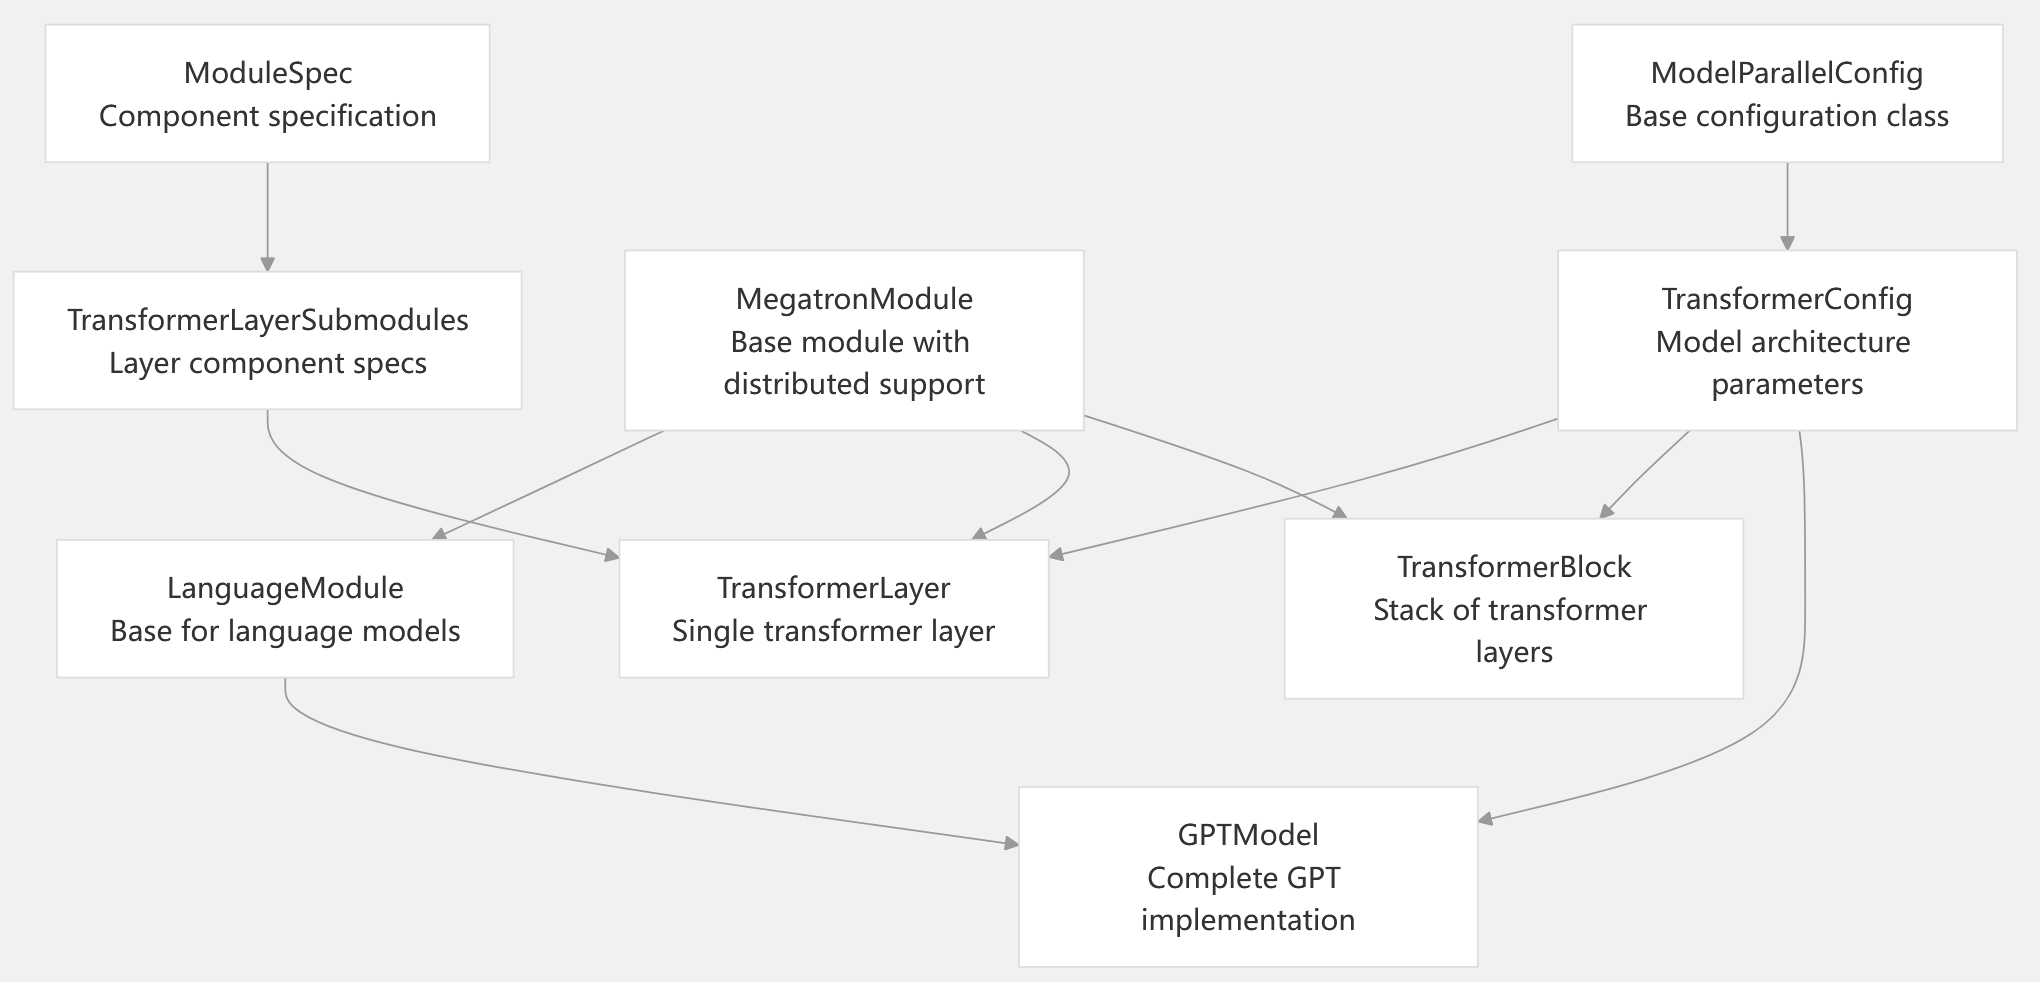 ModuleSpec
Component specification
ModelParallelConfig
Base configuration class
TransformerLayerSubmodules
Layer component specs
MegatronModule
Base module with
distributed support
TransformerConfig
Model architecture
parameters
LanguageModule
Base for language models
TransformerLayer
Single transformer layer
TransformerBlock
Stack of transformer
layers
GPTModel
Complete GPT
implementation